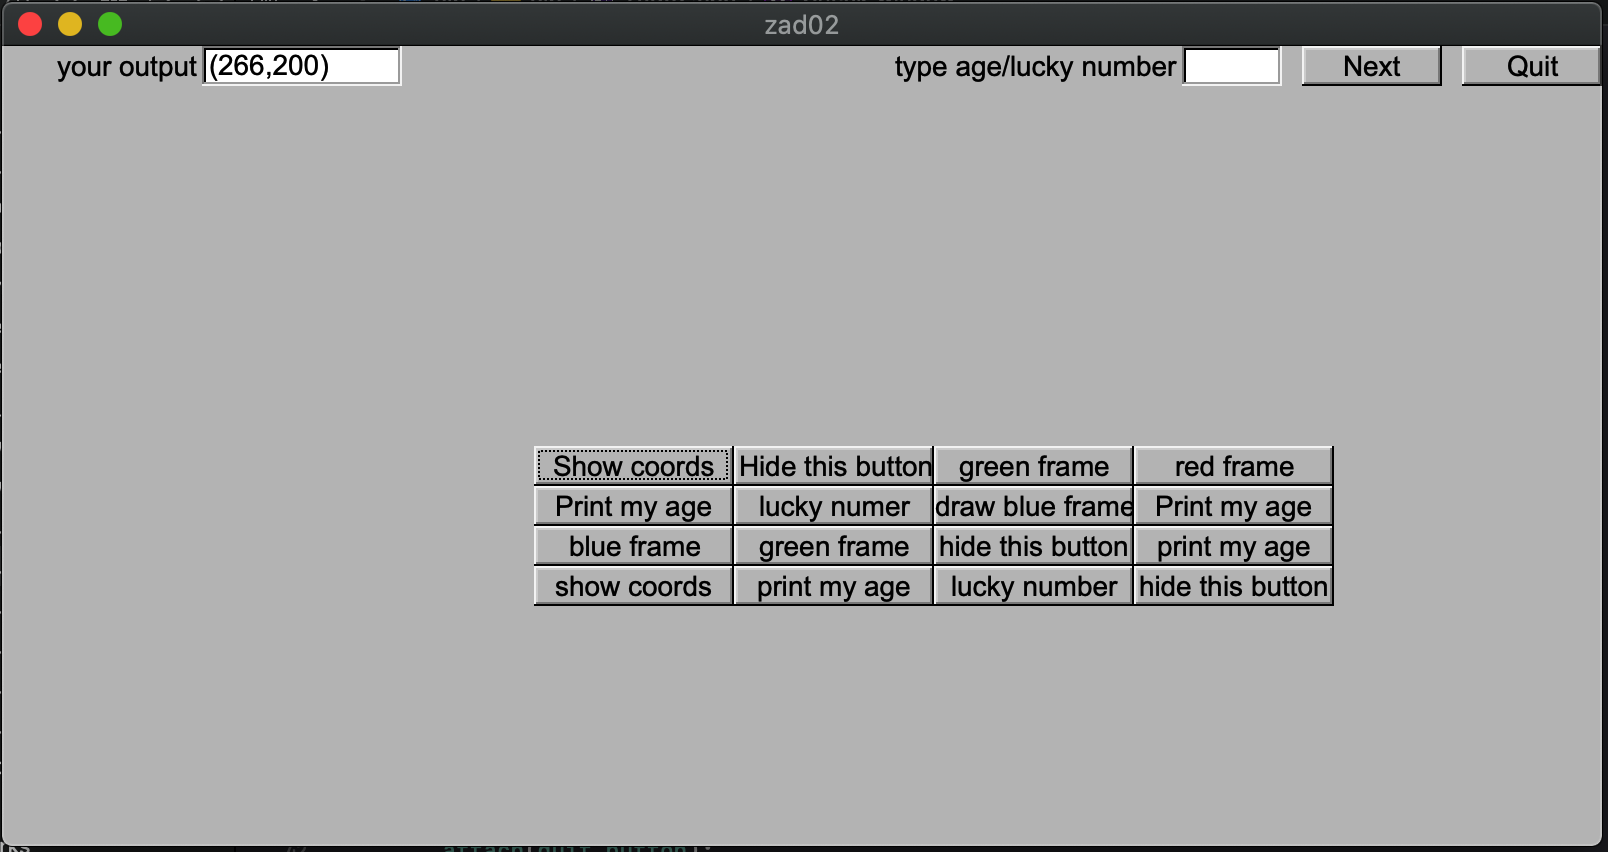 zad02
your output (266,200) type age/lucky number Next Quit
Show coords Hide this button green frame red frame
Print my age lucky numer draw blue frame Print my age
blue frame green frame hide this button print my age
show coords print my age lucky number hide this button